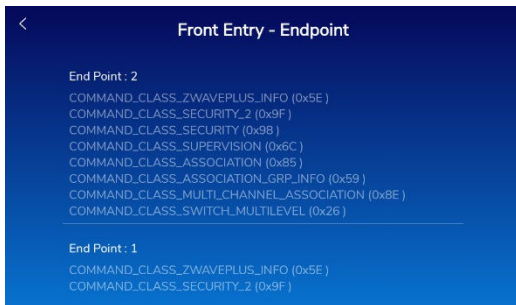 Front Entry - Endpoint
End Point : 2
COMMAND_CLASS_ZWAVEPLUS_INFO (0x5E )
COMMAND_CLASS_SECURITY_2 (0x9F )
COMMAND_CLASS_SECURITY (0x98 )
COMMAND_CLASS_SUPERVISION (0x6C )
COMMAND_CLASS_ASSOCIATION (0x85 )
COMMAND_CLASS_ASSOCIATION_GRP_INFO (0x59 )
COMMAND_CLASS_MULTI_CHANNEL_ASSOCIATION (0x8E )
COMMAND_CLASS_SWITCH_MULTILEVEL (0x26 )
End Point : 1
COMMAND_CLASS_ZWAVEPLUS_INFO (0x5E )
COMMAND_CLASS_SECURITY_2 (0x9F )